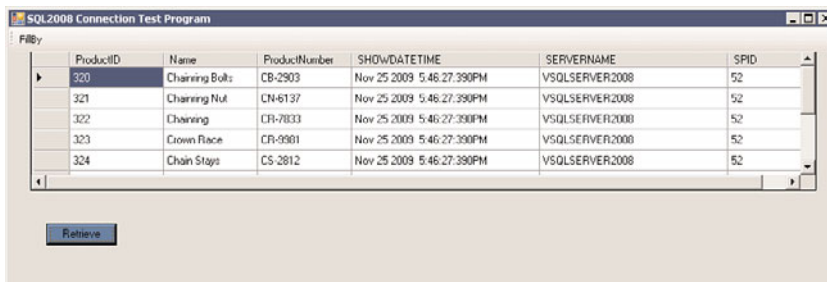 SQL2008 Connection Test Program
FillBy
ProductID Name ProductNumber SHOWDATETIME SERVERNAME SPID
320 Chainring Bolts CB-2903 Nov 25 2009 5:46:27:390PM VSQLSERVER2008 52
321 Chainring Nut CN-6137 Nov 25 2009 5:46:27:390PM VSQLSERVER2008 52
322 Chainring CR-7833 Nov 25 2009 5:46:27:390PM VSQLSERVER2008 52
323 Crown Race CR-9981 Nov 25 2009 5:46:27:390PM VSQLSERVER2008 52
324 Chain Stays CS-2812 Nov 25 2009 5:46:27:390PM VSQLSERVER2008 52
Retrieve